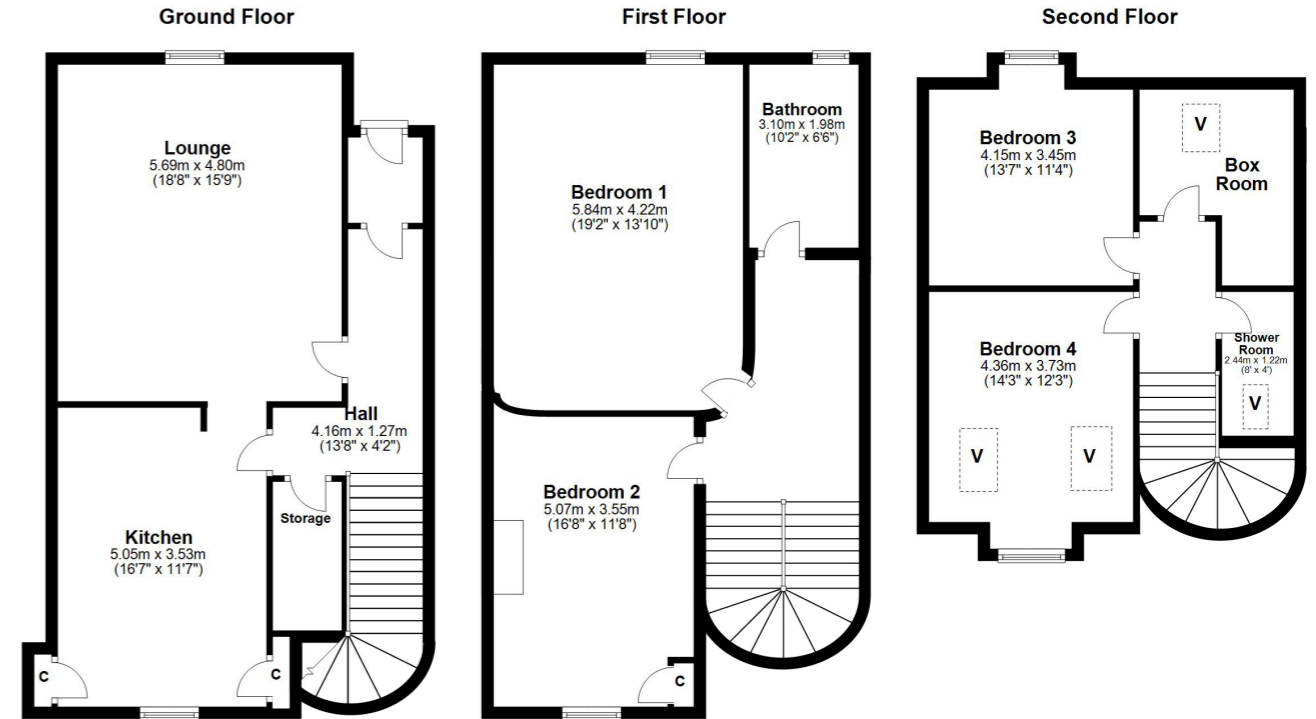 Ground Floor
Lounge
5.69m x 4.80m
(18'8" x 15'9")
Hall
4.16m x 1.27m
(13'8" x 4'2")
Storage
Kitchen
5.05m x 3.53m
(16'7" x 11'7")
C
C
First Floor
Bathroom
3.10m x 1.98m
(10'2" x 6'6")
Bedroom 1
5.84m x 4.22m
(19'2" x 13'10")
Bedroom 2
5.07m x 3.55m
(16'8" x 11'8")
C
Second Floor
V
Bedroom 3
4.15m x 3.45m
(13'7" x 11'4")
Box
Room
Bedroom 4
4.36m x 3.73m
(14'3" x 12'3")
Shower
Room
2.44m x 1.22m
(8' x 4')
V
V
V